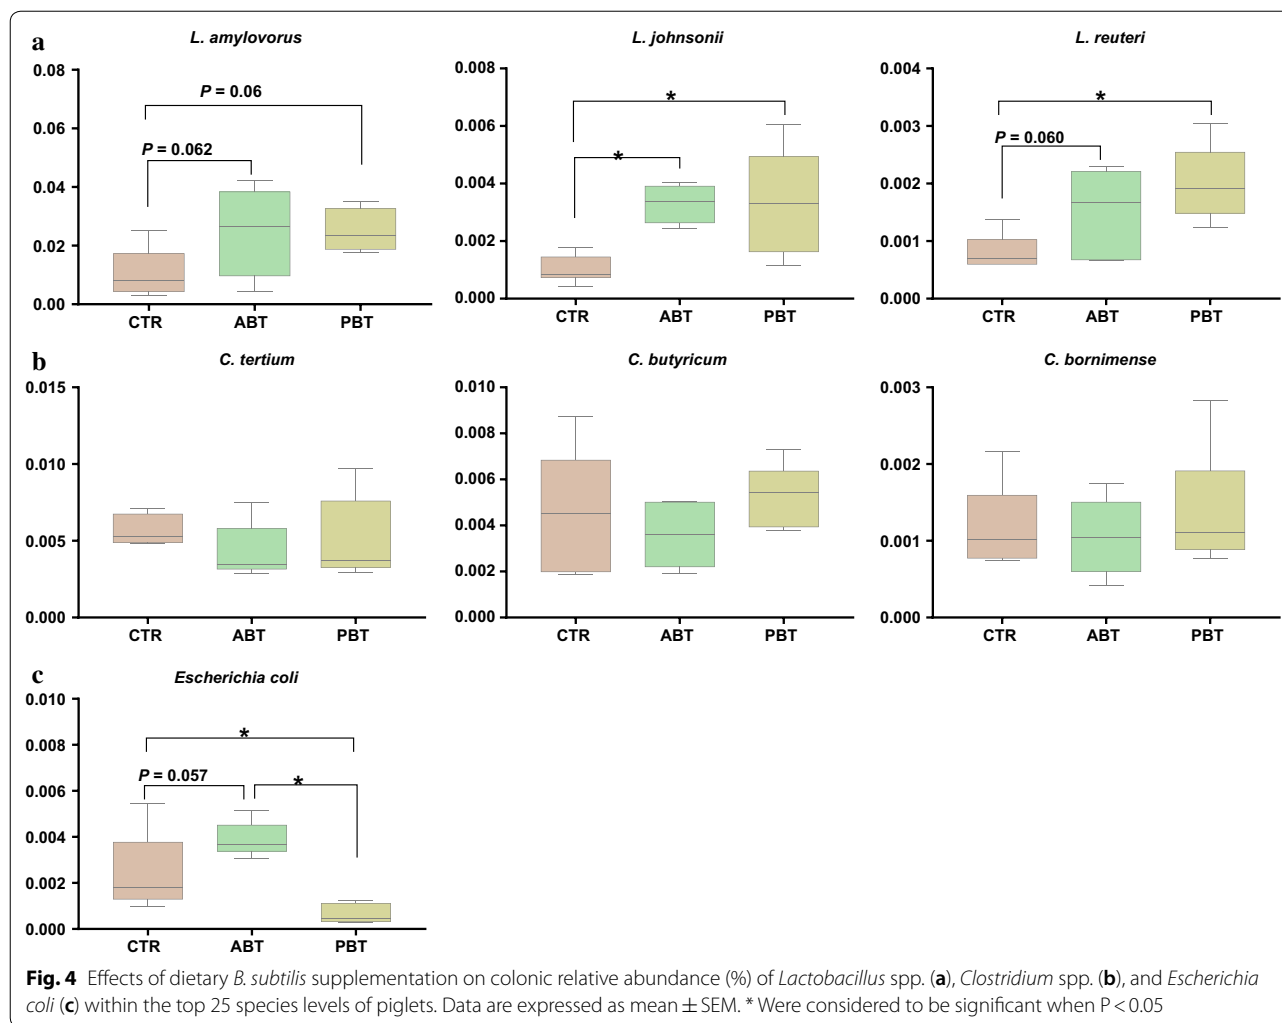 a
L. amylovorus
L. johnsonii
L. reuteri
0.08
0.06
0.04
0.02
0.00
P = 0.06
P = 0.062
CTR ABT PBT
0.008
0.006
0.004
0.002
0.000
*
*
CTR ABT PBT
0.004
0.003
0.002
0.001
0.000
*
P = 0.060
CTR ABT PBT
b
C. tertium
C. butyricum
C. bornimense
0.015
0.010
0.005
0.000
CTR ABT PBT
0.010
0.008
0.006
0.004
0.002
0.000
CTR ABT PBT
0.003
0.002
0.001
0.000
CTR ABT PBT
c
Escherichia coli
0.010
0.008
0.006
0.004
0.002
0.000
*
P = 0.057
*
CTR ABT PBT
Fig. 4 Effects of dietary B. subtilis supplementation on colonic relative abundance (%) of Lactobacillus spp. (a), Clostridium spp. (b), and Escherichia
coli (c) within the top 25 species levels of piglets. Data are expressed as mean ± SEM. * Were considered to be significant when P < 0.05